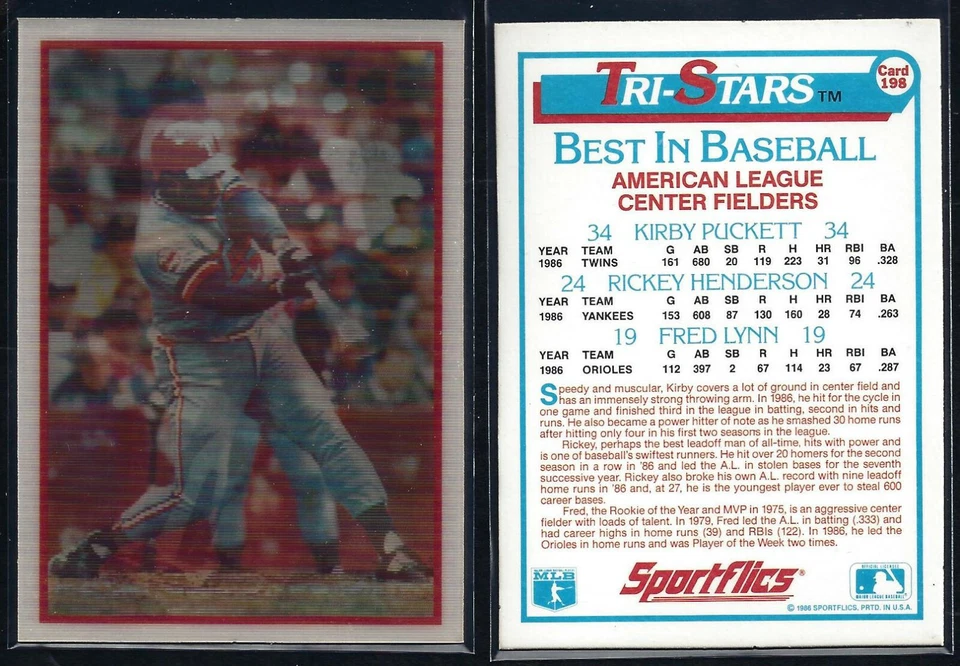 TRI-STARS TM
Card
198
BEST IN BASEBALL
AMERICAN LEAGUE
CENTER FIELDERS
34 KIRBY PUCKETT 34
YEAR TEAM G AB SB R H HR RBI BA
1986 TWINS 161 680 20 119 223 31 96 .328
24 RICKEY HENDERSON 24
YEAR TEAM G AB SB R H HR RBI BA
1986 YANKEES 153 608 87 130 160 28 74 .263
19 FRED LYNN 19
YEAR TEAM G AB SB R H HR RBI BA
1986 ORIOLES 112 397 2 67 114 23 67 .287
Speedy and muscular, Kirby covers a lot of ground in center field and
has an immensely strong throwing arm. In 1986, he hit for the cycle in
one game and finished third in the league in batting, second in hits and
runs. He also became a power hitter of note as he smashed 30 home runs
after hitting only four in his first two seasons in the league.
Rickey, perhaps the best leadoff man of all-time, hits with power and
is one of baseball's swiftest runners. He hit over 20 homers for the second
season in a row in '86 and led the A.L. in stolen bases for the seventh
successive year. Rickey also broke his own A.L. record with nine leadoff
home runs in '86 and, at 27, he is the youngest player ever to steal 600
career bases.
Fred, the Rookie of the Year and MVP in 1975, is an aggressive center
fielder with loads of talent. In 1979, Fred led the A.L. in batting (.333) and
had career highs in home runs (39) and RBIs (122). In 1986, he led the
Orioles in home runs and was Player of the Week two times.
MLB
Sportflics®
OFFICIAL LICENSEE
MAJOR LEAGUE BASEBALL
© 1986 SPORTFLICS, PRTD. IN U.S.A.